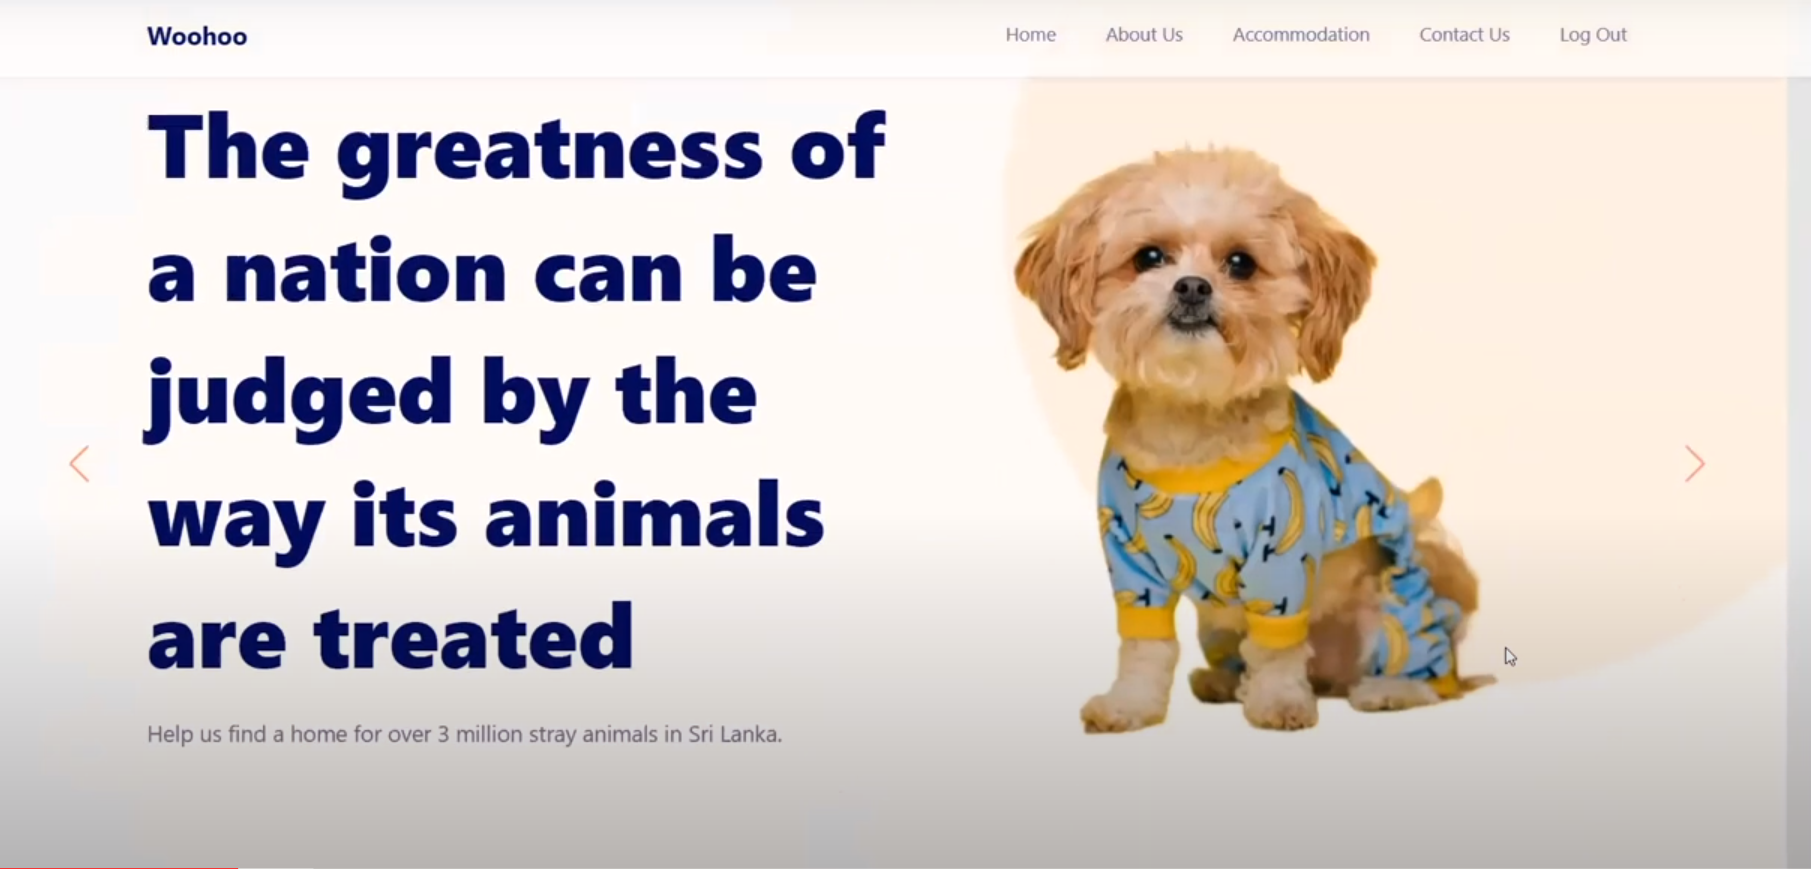 Woohoo
Home About Us Accommodation Contact Us Log Out
The greatness of
a nation can be
judged by the
way its animals
are treated
Help us find a home for over 3 million stray animals in Sri Lanka.